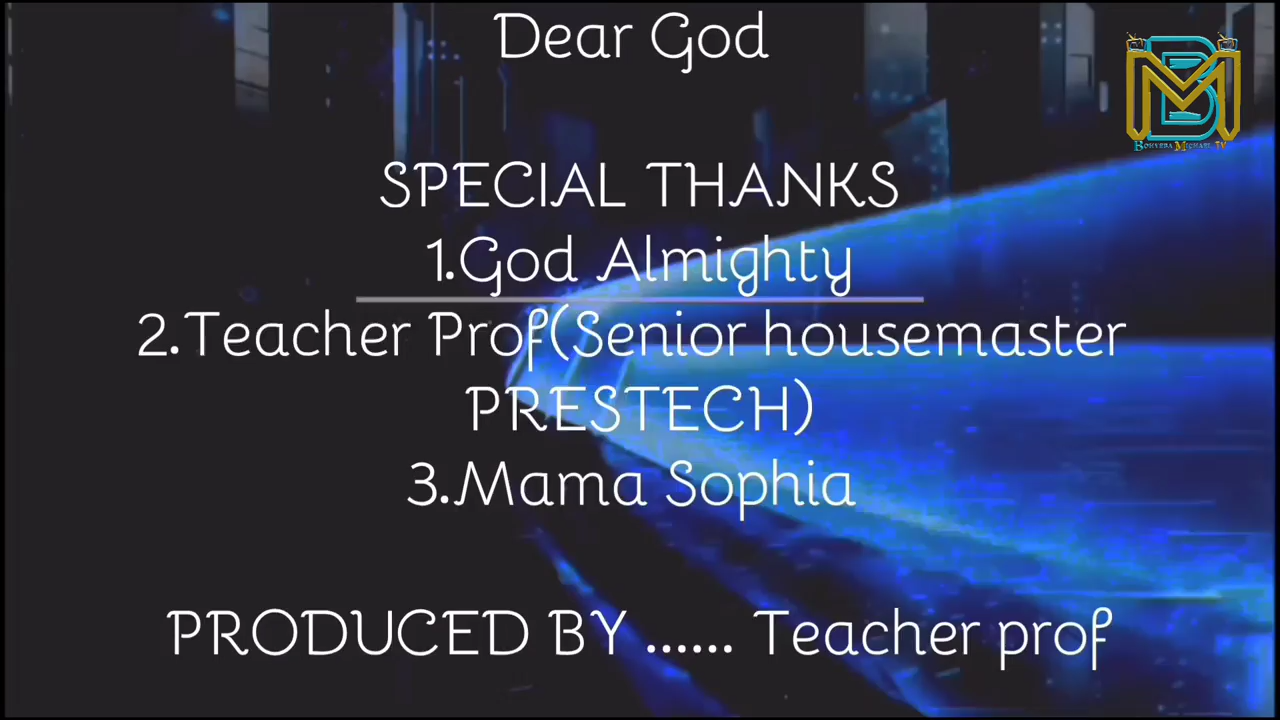 Dear God
SPECIAL THANKS
1.God Almighty
2.Teacher Prof(Senior housemaster
PRESTECH)
3.Mama Sophia
PRODUCED BY ...... Teacher prof